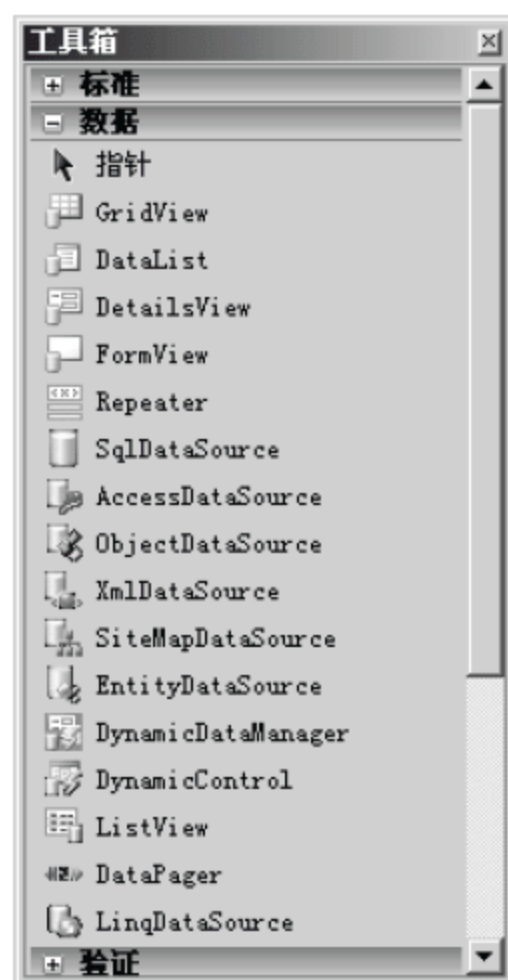 工具箱
标准
数据
指针
GridView
DataList
DetailsView
FormView
Repeater
SqlDataSource
AccessDataSource
ObjectDataSource
XmlDataSource
SiteMapDataSource
EntityDataSource
DynamicDataManager
DynamicControl
ListView
DataPager
LinqDataSource
验证